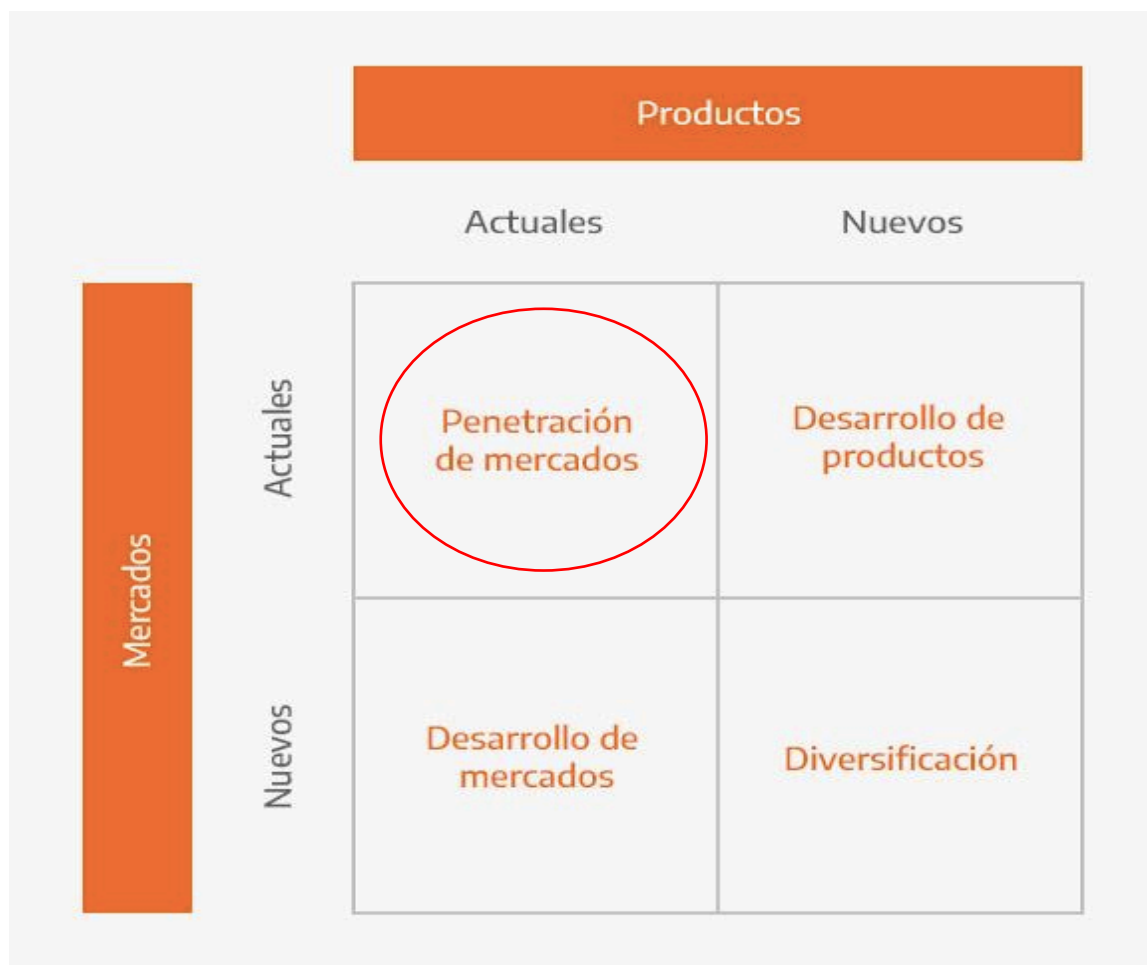 Productos
Actuales
Nuevos
Mercados
Actuales
Penetración
de mercados
Desarrollo de
productos
Nuevos
Desarrollo de
mercados
Diversificación